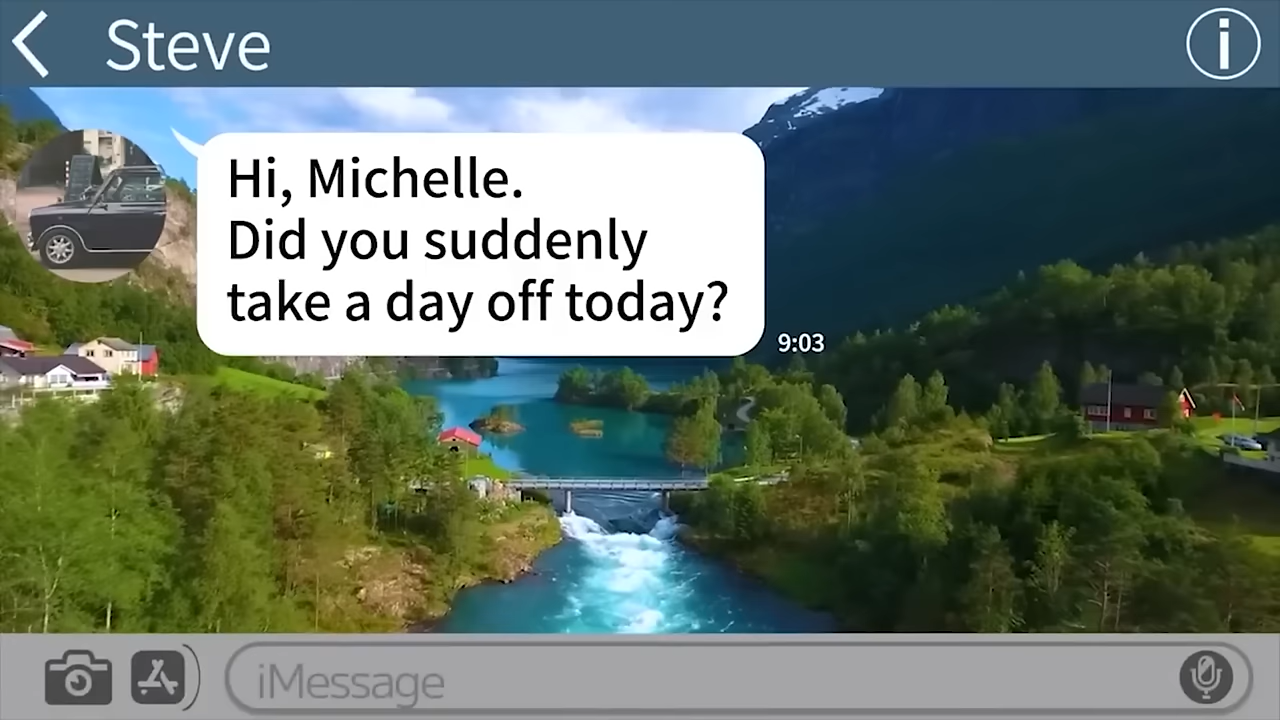 Steve
Hi, Michelle.
Did you suddenly
take a day off today?
9:03
iMessage